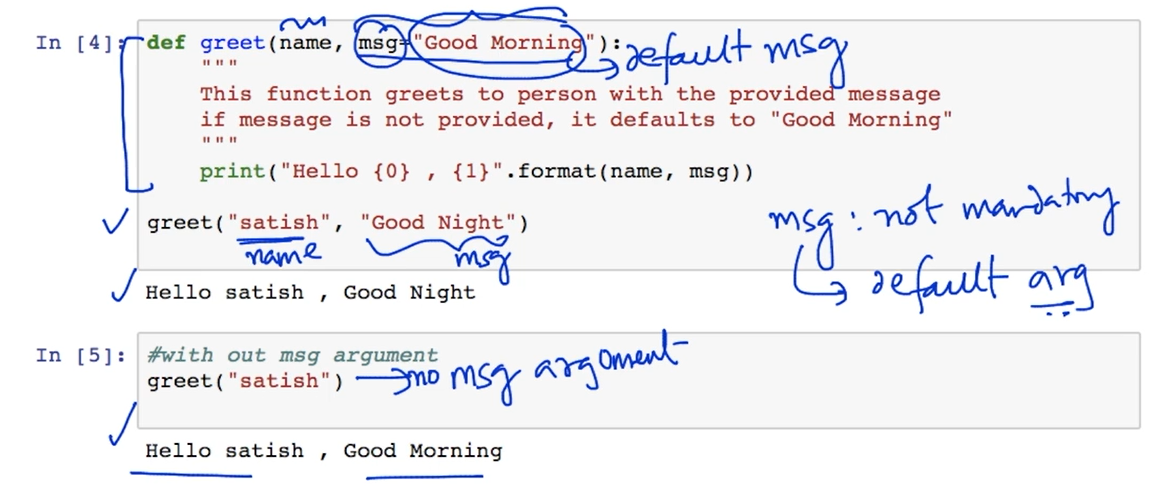 In [4]: def greet(name, msg="Good Morning"): default msg
"""
This function greets to person with the provided message
if message is not provided, it defaults to "Good Morning"
"""
print("Hello {0} , {1}".format(name, msg))
greet("satish", "Good Night") msg : not mandatory
name msg default arg
Hello satish , Good Night
In [5]: #with out msg argument
greet("satish") no msg argoment
Hello satish , Good Morning